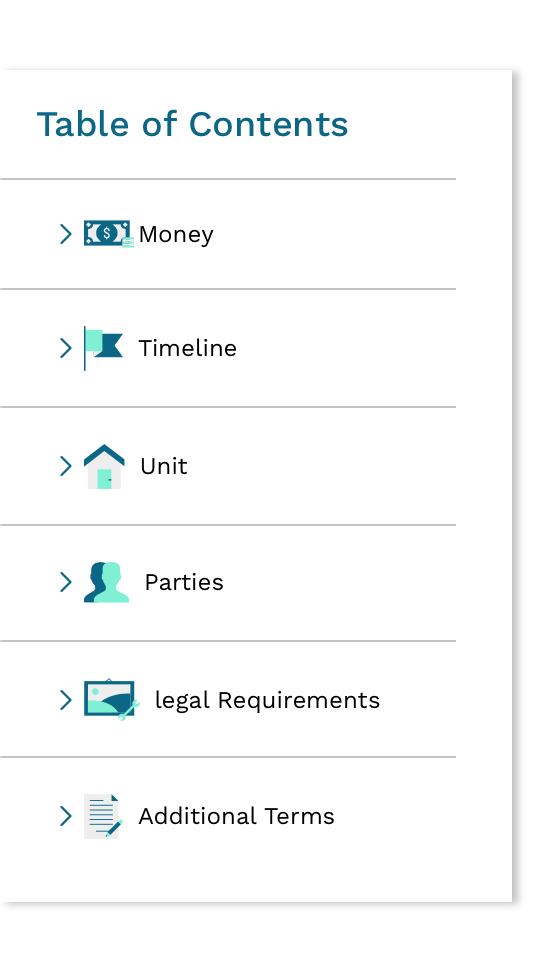 Table of Contents
$ Money
Timeline
Unit
Parties
legal Requirements
Additional Terms